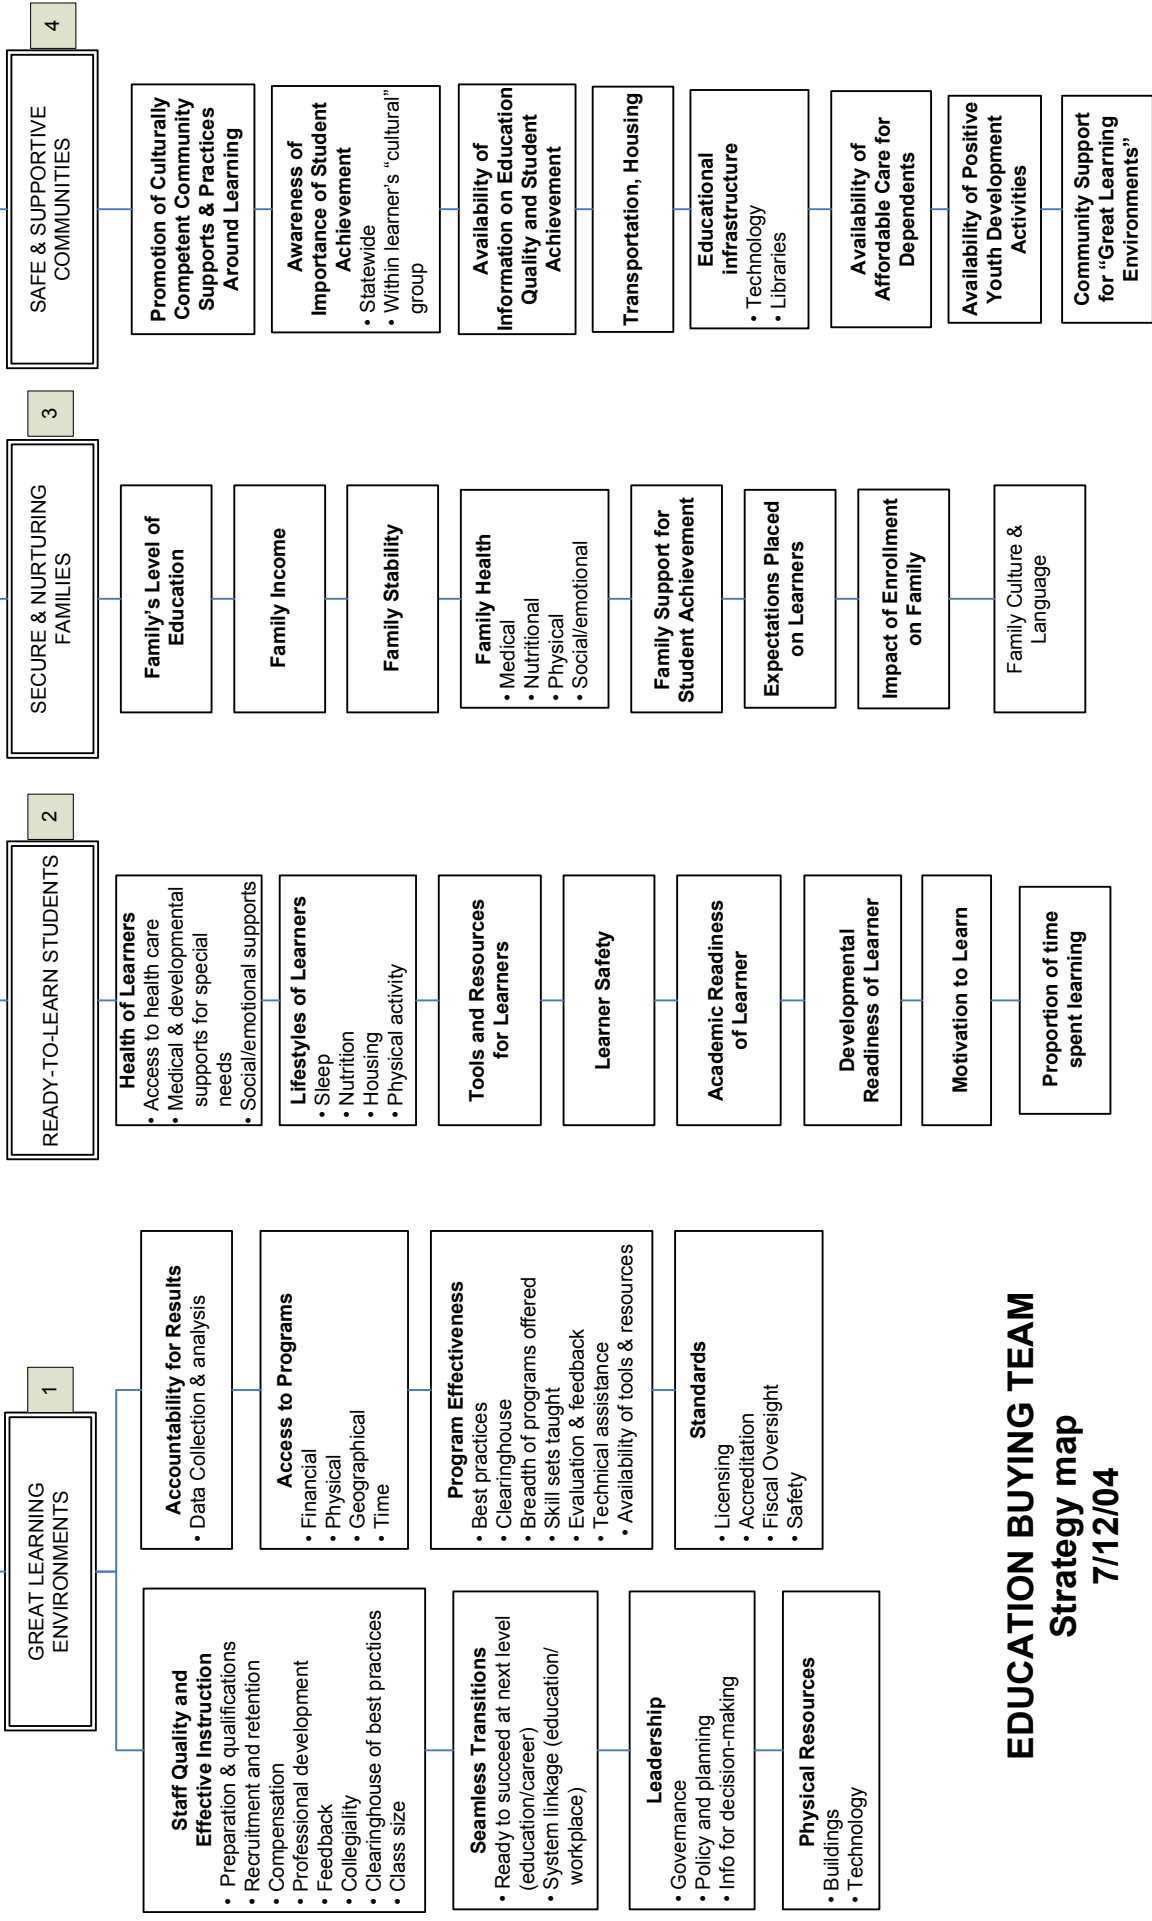 GREAT LEARNING
ENVIRONMENTS
1
Staff Quality and
Effective Instruction
• Preparation & qualifications
• Recruitment and retention
• Compensation
• Professional development
• Feedback
• Collegiality
• Clearinghouse of best practices
• Class size
Seamless Transitions
• Ready to succeed at next level
(education/career)
• System linkage (education/
workplace)
Leadership
• Governance
• Policy and planning
• Info for decision-making
Physical Resources
• Buildings
• Technology
Accountability for Results
• Data Collection & analysis
Access to Programs
• Financial
• Physical
• Geographical
• Time
Program Effectiveness
• Best practices
• Clearinghouse
• Breadth of programs offered
• Skill sets taught
• Evaluation & feedback
• Technical assistance
• Availability of tools & resources
Standards
• Licensing
• Accreditation
• Fiscal Oversight
• Safety
READY-TO-LEARN STUDENTS
2
Health of Learners
• Access to health care
• Medical & developmental
supports for special
needs
• Social/emotional supports
Lifestyles of Learners
• Sleep
• Nutrition
• Housing
• Physical activity
Tools and Resources
for Learners
Learner Safety
Academic Readiness
of Learner
Developmental
Readiness of Learner
Motivation to Learn
Proportion of time
spent learning
SECURE & NURTURING
FAMILIES
3
Family's Level of
Education
Family Income
Family Stability
Family Health
• Medical
• Nutritional
• Physical
• Social/emotional
Family Support for
Student Achievement
Expectations Placed
on Learners
Impact of Enrollment
on Family
Family Culture &
Language
SAFE & SUPPORTIVE
COMMUNITIES
4
Promotion of Culturally
Competent Community
Supports & Practices
Around Learning
Awareness of
Importance of Student
Achievement
• Statewide
• Within learner's “cultural”
group
Availability of
Information on Education
Quality and Student
Achievement
Transportation, Housing
Educational
infrastructure
• Technology
• Libraries
Availability of
Affordable Care for
Dependents
Availability of Positive
Youth Development
Activities
Community Support
for “Great Learning
Environments”
EDUCATION BUYING TEAM
Strategy map
7/12/04